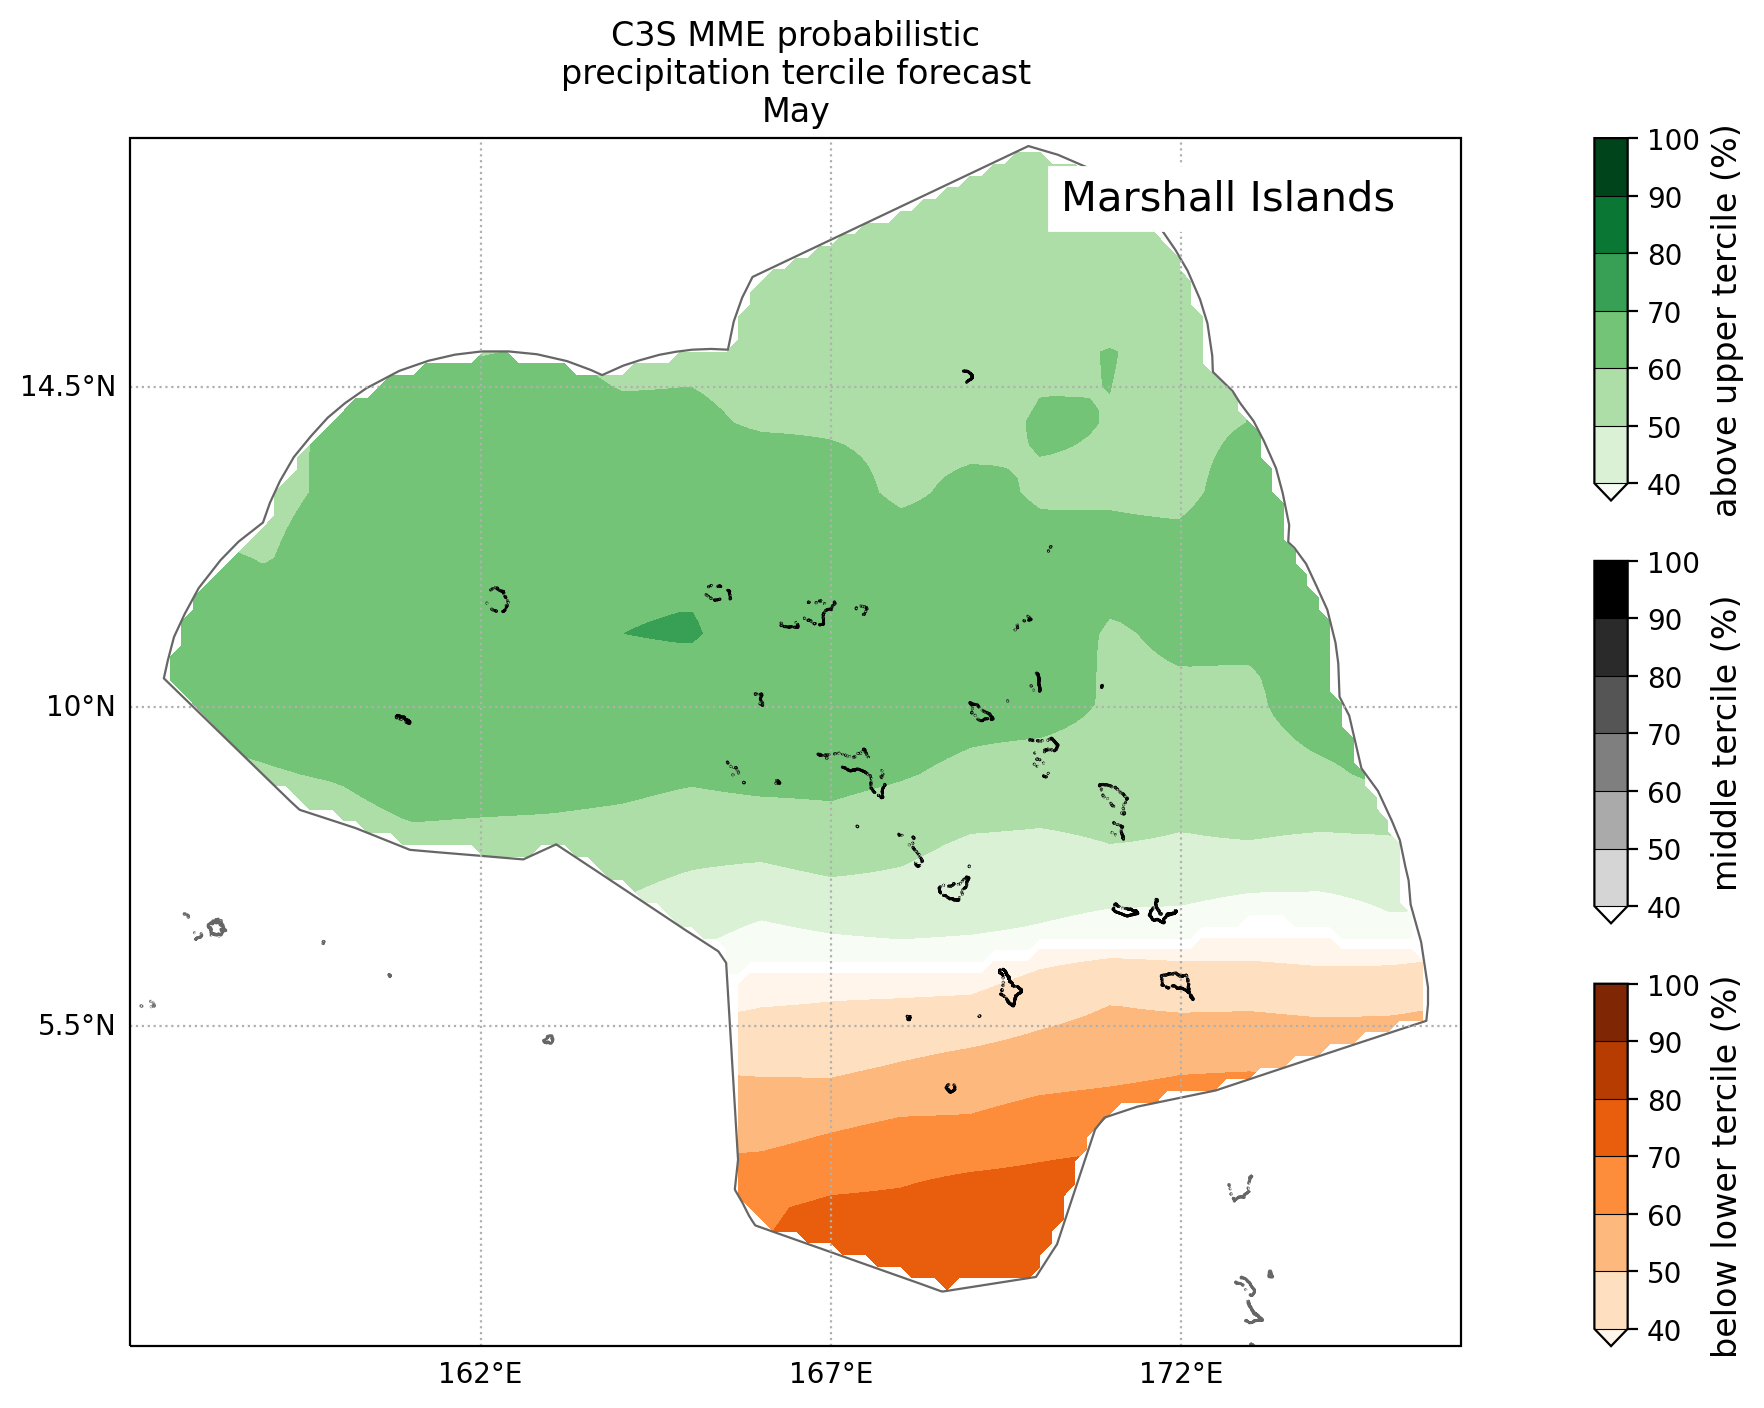 C3S MME probabilistic
precipitation tercile forecast
May
Marshall Islands
14.5°N
10°N
5.5°N
162°E
167°E
172°E
100
90
80
70
60
50
40
above upper tercile (%)
100
90
80
70
60
50
40
middle tercile (%)
100
90
80
70
60
50
40
below lower tercile (%)